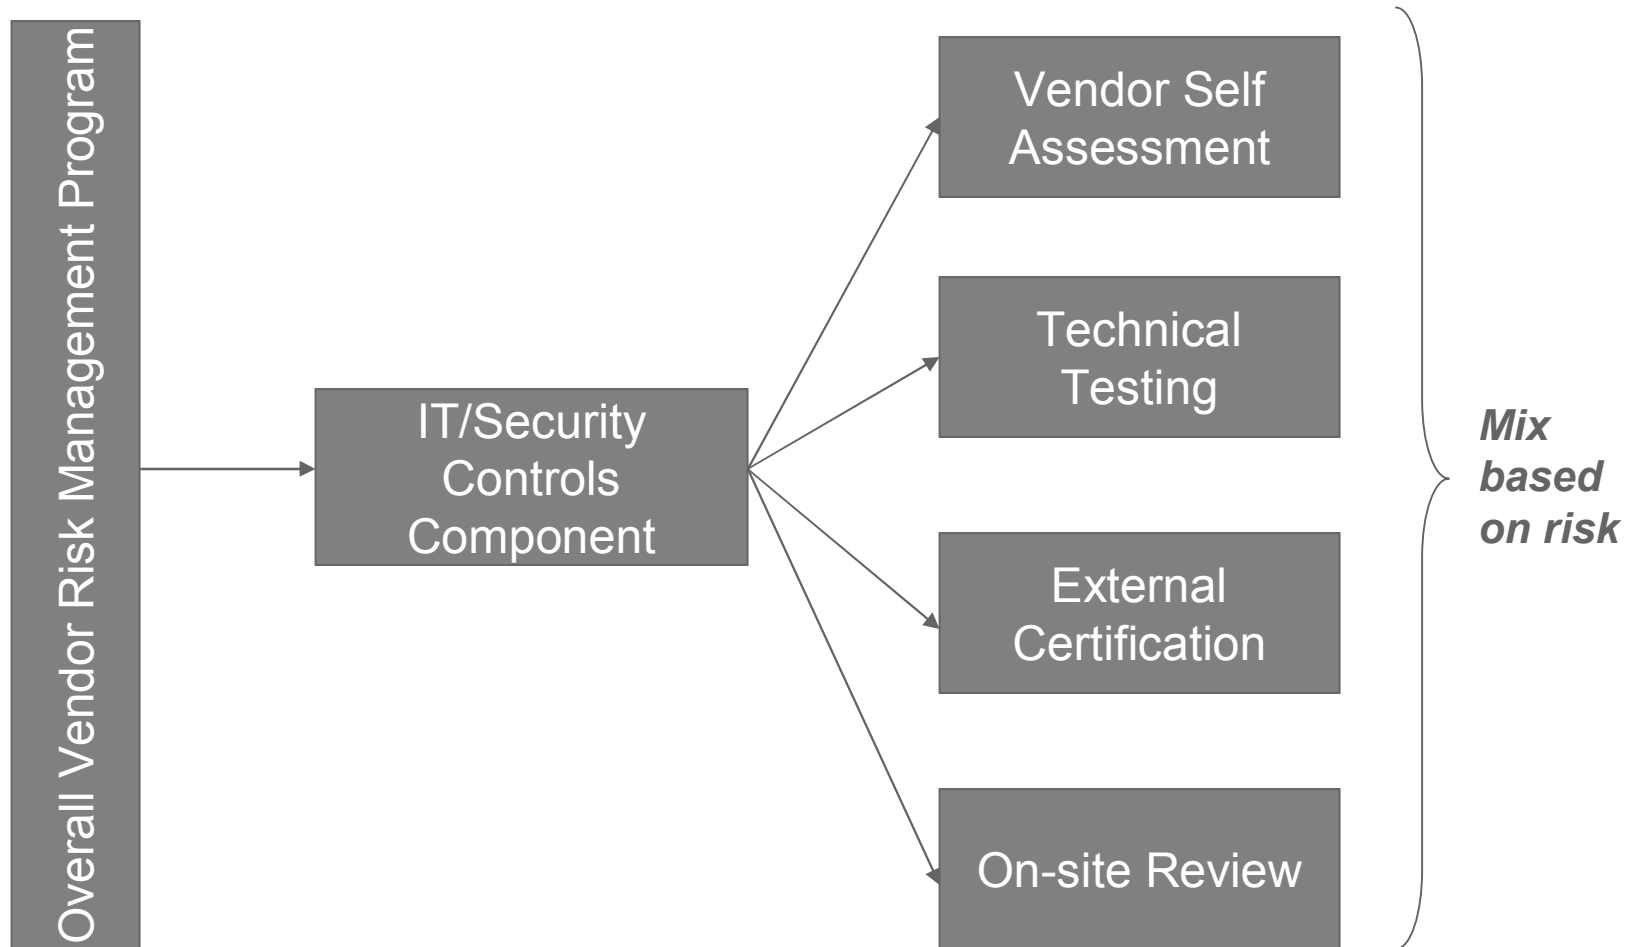 Overall Vendor Risk Management Program
IT/Security
Controls
Component
Vendor Self
Assessment
Technical
Testing
External
Certification
On-site Review
Mix
based
on risk